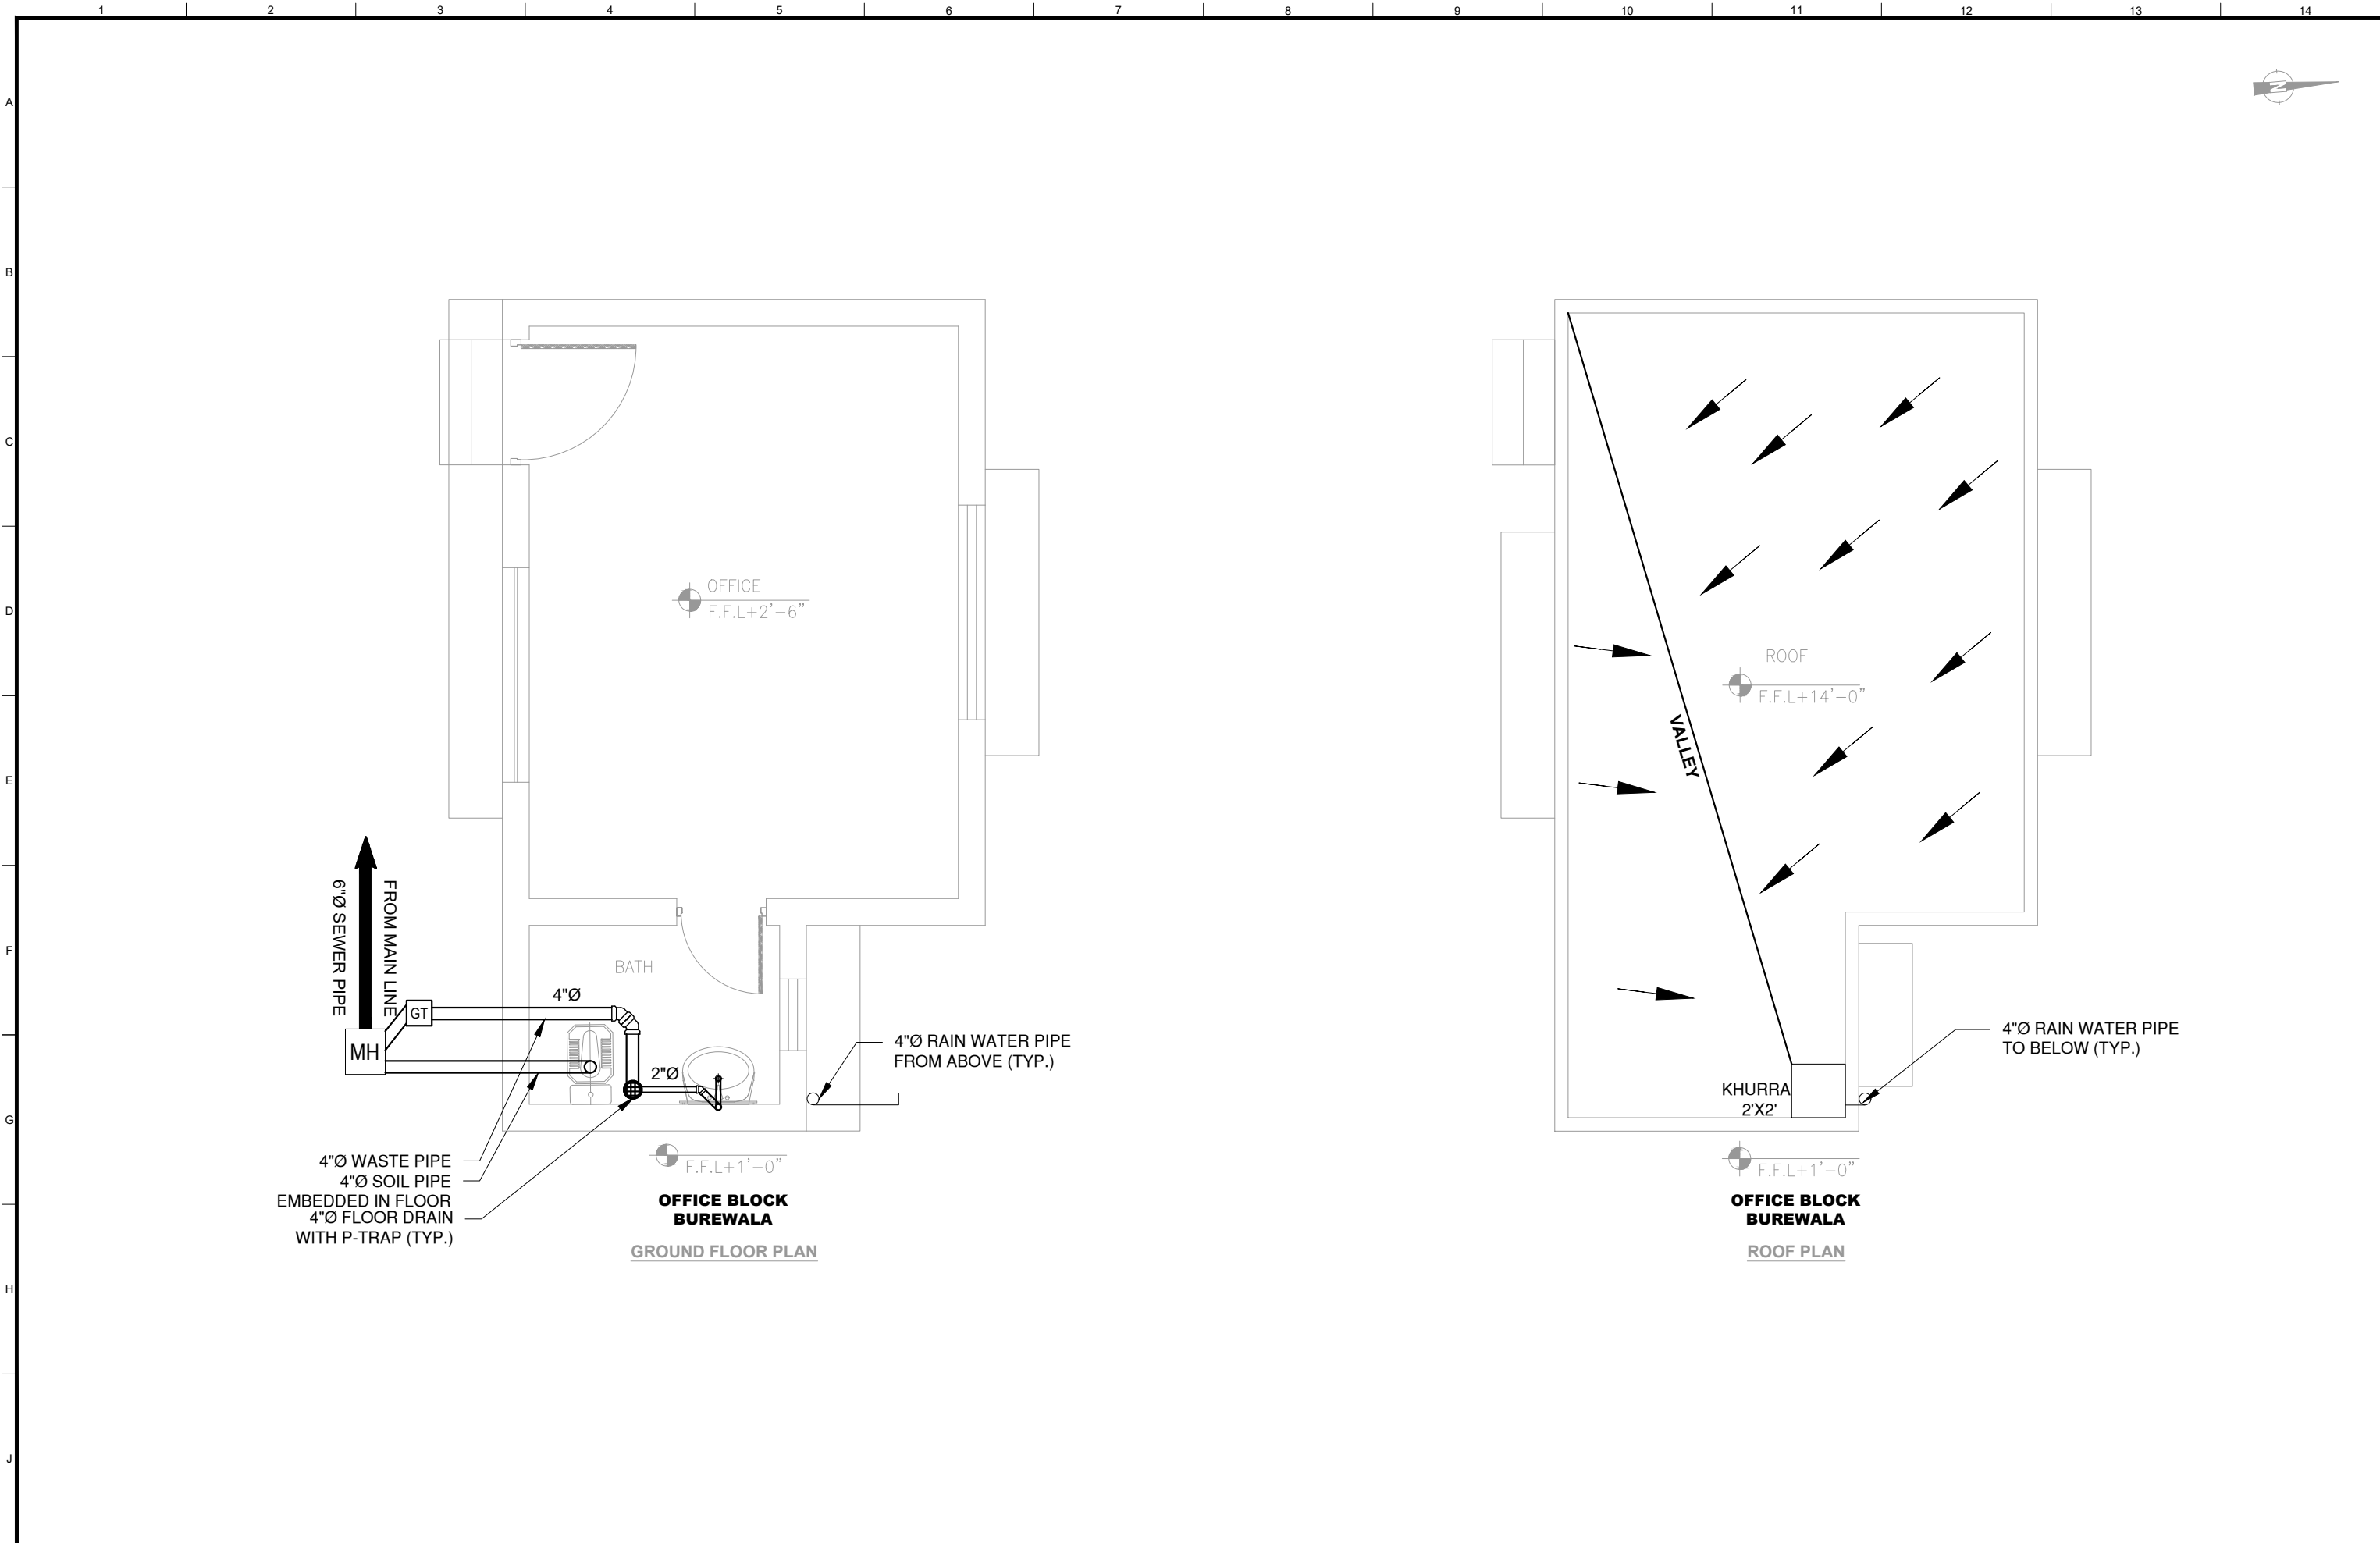 1 2 3 4 5 6 7 8 9 10 11 12 13 14
A
B
C
D
E
F
G
H
J
N
OFFICE
F.F.L+2'-6"
BATH
6"Ø SEWER PIPE
FROM MAIN LINE
GT
MH
4"Ø
2"Ø
4"Ø RAIN WATER PIPE
FROM ABOVE (TYP.)
4"Ø WASTE PIPE
4"Ø SOIL PIPE
EMBEDDED IN FLOOR
4"Ø FLOOR DRAIN
WITH P-TRAP (TYP.)
F.F.L+1'-0"
OFFICE BLOCK
BUREWALA
GROUND FLOOR PLAN
ROOF
F.F.L+14'-0"
VALLEY
KHURRA
2'X2'
4"Ø RAIN WATER PIPE
TO BELOW (TYP.)
F.F.L+1'-0"
OFFICE BLOCK
BUREWALA
ROOF PLAN